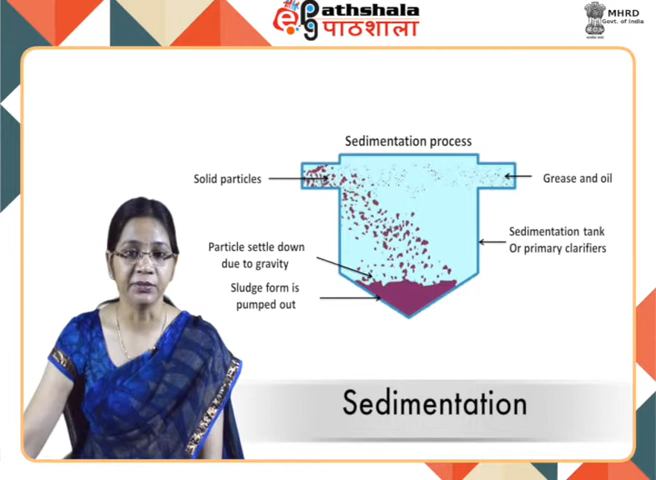 ePathshala
पाठशाला
MHRD
Govt. of India
Sedimentation process
Solid particles
Grease and oil
Sedimentation tank
Or primary clarifiers
Particle settle down
due to gravity
Sludge form is
pumped out
Sedimentation